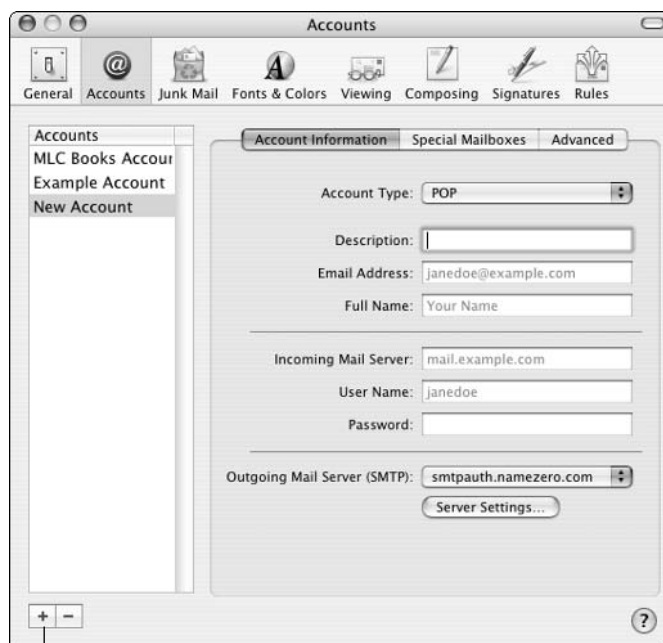 Accounts
General Accounts Junk Mail Fonts & Colors Viewing Composing Signatures Rules
Accounts
MLC Books Accour
Example Account
New Account
Account Information Special Mailboxes Advanced
Account Type: POP
Description:
Email Address: janedoe@example.com
Full Name: Your Name
Incoming Mail Server: mail.example.com
User Name: janedoe
Password:
Outgoing Mail Server (SMTP): smtpauth.namezero.com
Server Settings...
+ − ?